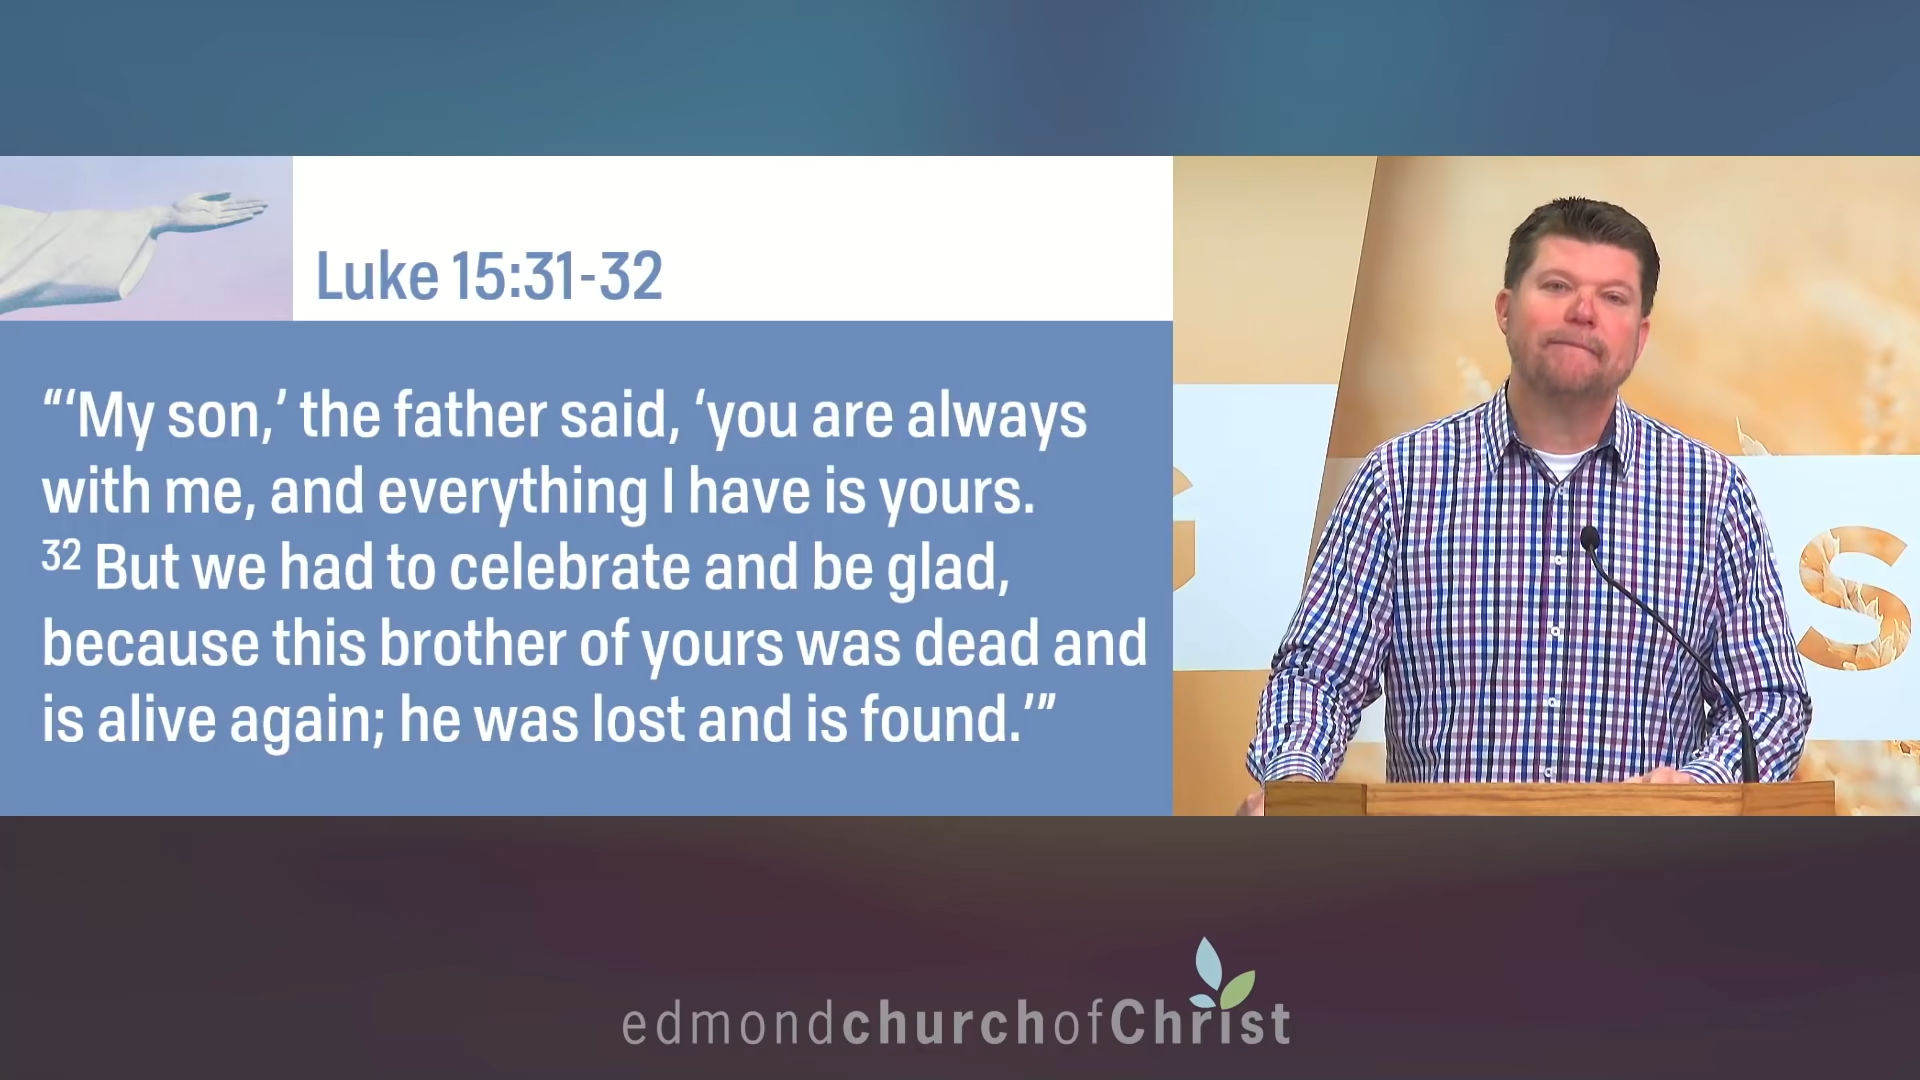 Luke 15:31-32
“‘My son,’ the father said, ‘you are always
with me, and everything I have is yours.
32 But we had to celebrate and be glad,
because this brother of yours was dead and
is alive again; he was lost and is found.’”
G
S
edmondchurchofChrist